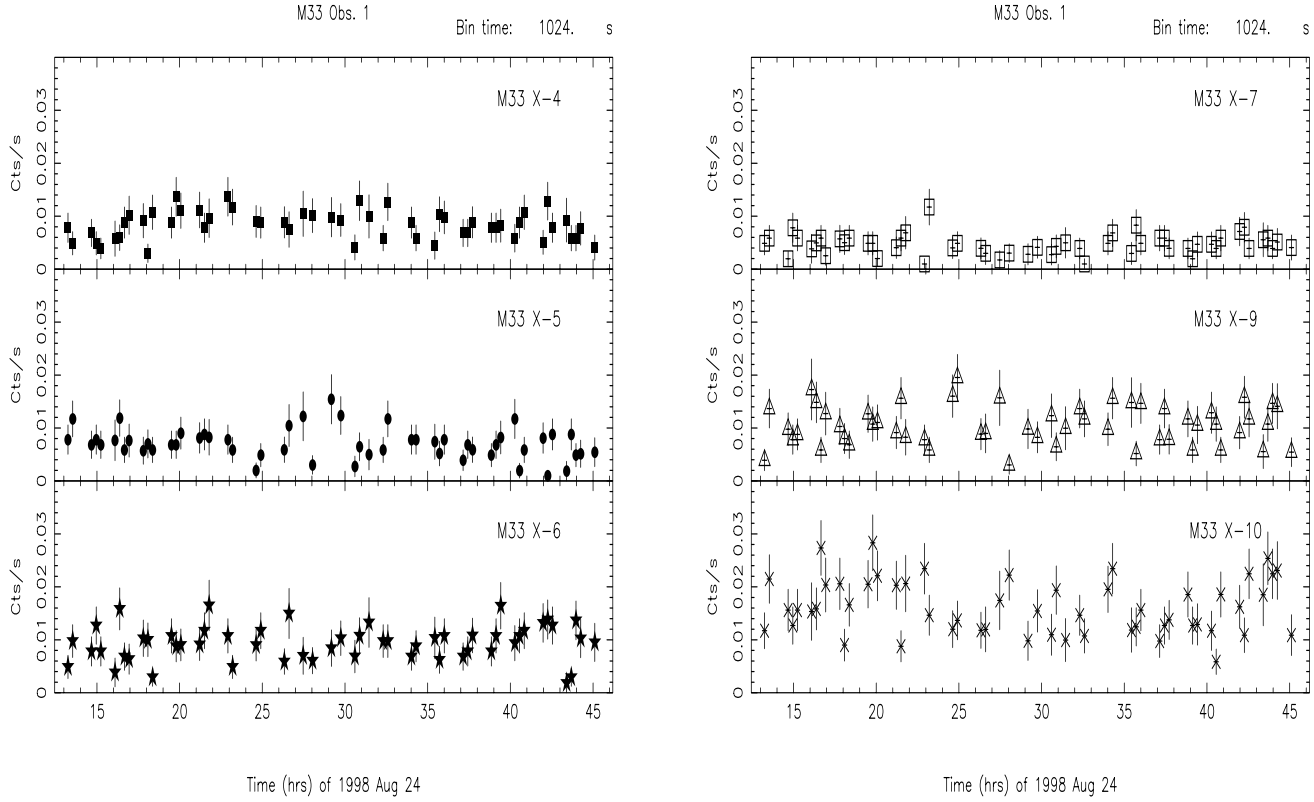 M33 Obs. 1
Bin time: 1024. s
M33 X-4
Cts/s
0 0.01 0.02 0.03
M33 X-5
Cts/s
0 0.01 0.02 0.03
M33 X-6
Cts/s
0 0.01 0.02 0.03
15 20 25 30 35 40 45
Time (hrs) of 1998 Aug 24
M33 Obs. 1
Bin time: 1024. s
M33 X-7
Cts/s
0 0.01 0.02 0.03
M33 X-9
Cts/s
0 0.01 0.02 0.03
M33 X-10
Cts/s
0 0.01 0.02 0.03
15 20 25 30 35 40 45
Time (hrs) of 1998 Aug 24